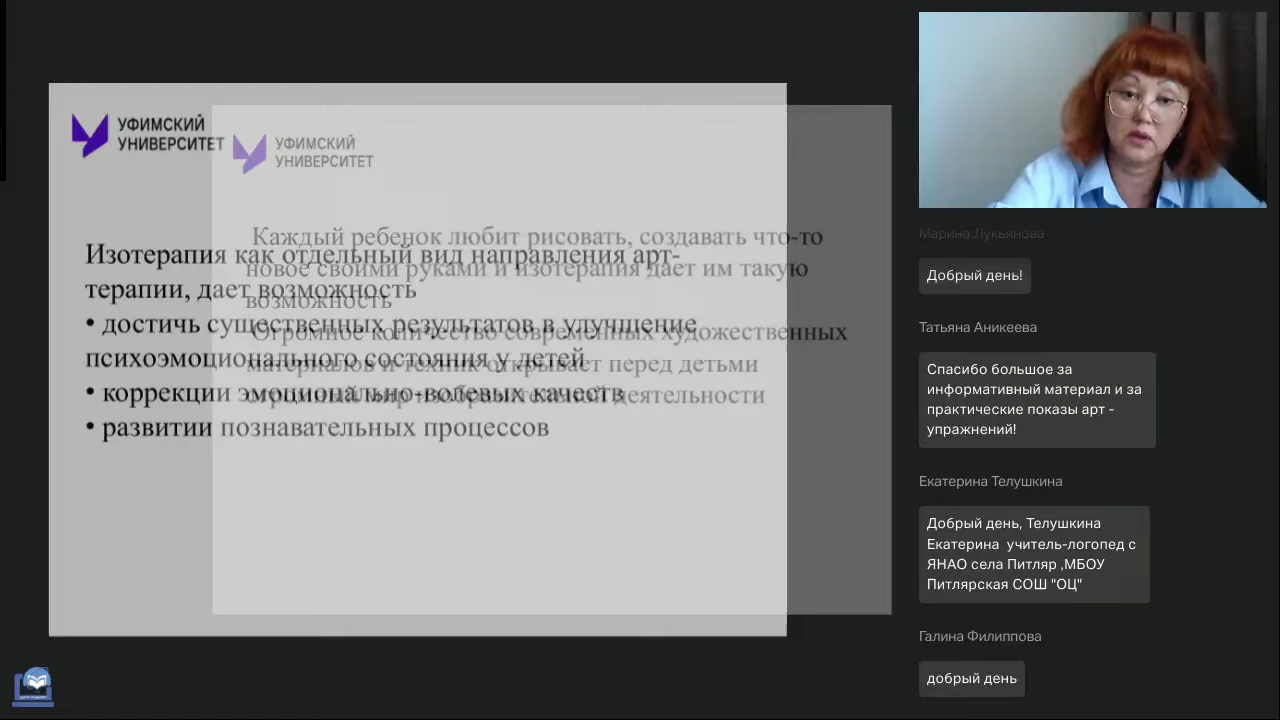 УФИМСКИЙ
УНИВЕРСИТЕТ
Изотерапия как отдельный вид направления арт-
терапии, дает возможность
• достичь существенных результатов в улучшение
психоэмоционального состояния у детей
• коррекции эмоционально-волевых качеств
• развитии познавательных процессов
УФИМСКИЙ
УНИВЕРСИТЕТ
Каждый ребенок любит рисовать, создавать что-то
новое своими руками и изотерапия дает им такую
возможность
Огромное количество современных художественных
материалов и техник открывает перед детьми
огромный мир изобразительной деятельности
Марина Лукьянова
Добрый день!
Татьяна Аникеева
Спасибо большое за
информативный материал и за
практические показы арт -
упражнений!
Екатерина Телушкина
Добрый день, Телушкина
Екатерина учитель-логопед с
ЯНАО села Питляр ,МБОУ
Питлярская СОШ "ОЦ"
Галина Филиппова
добрый день